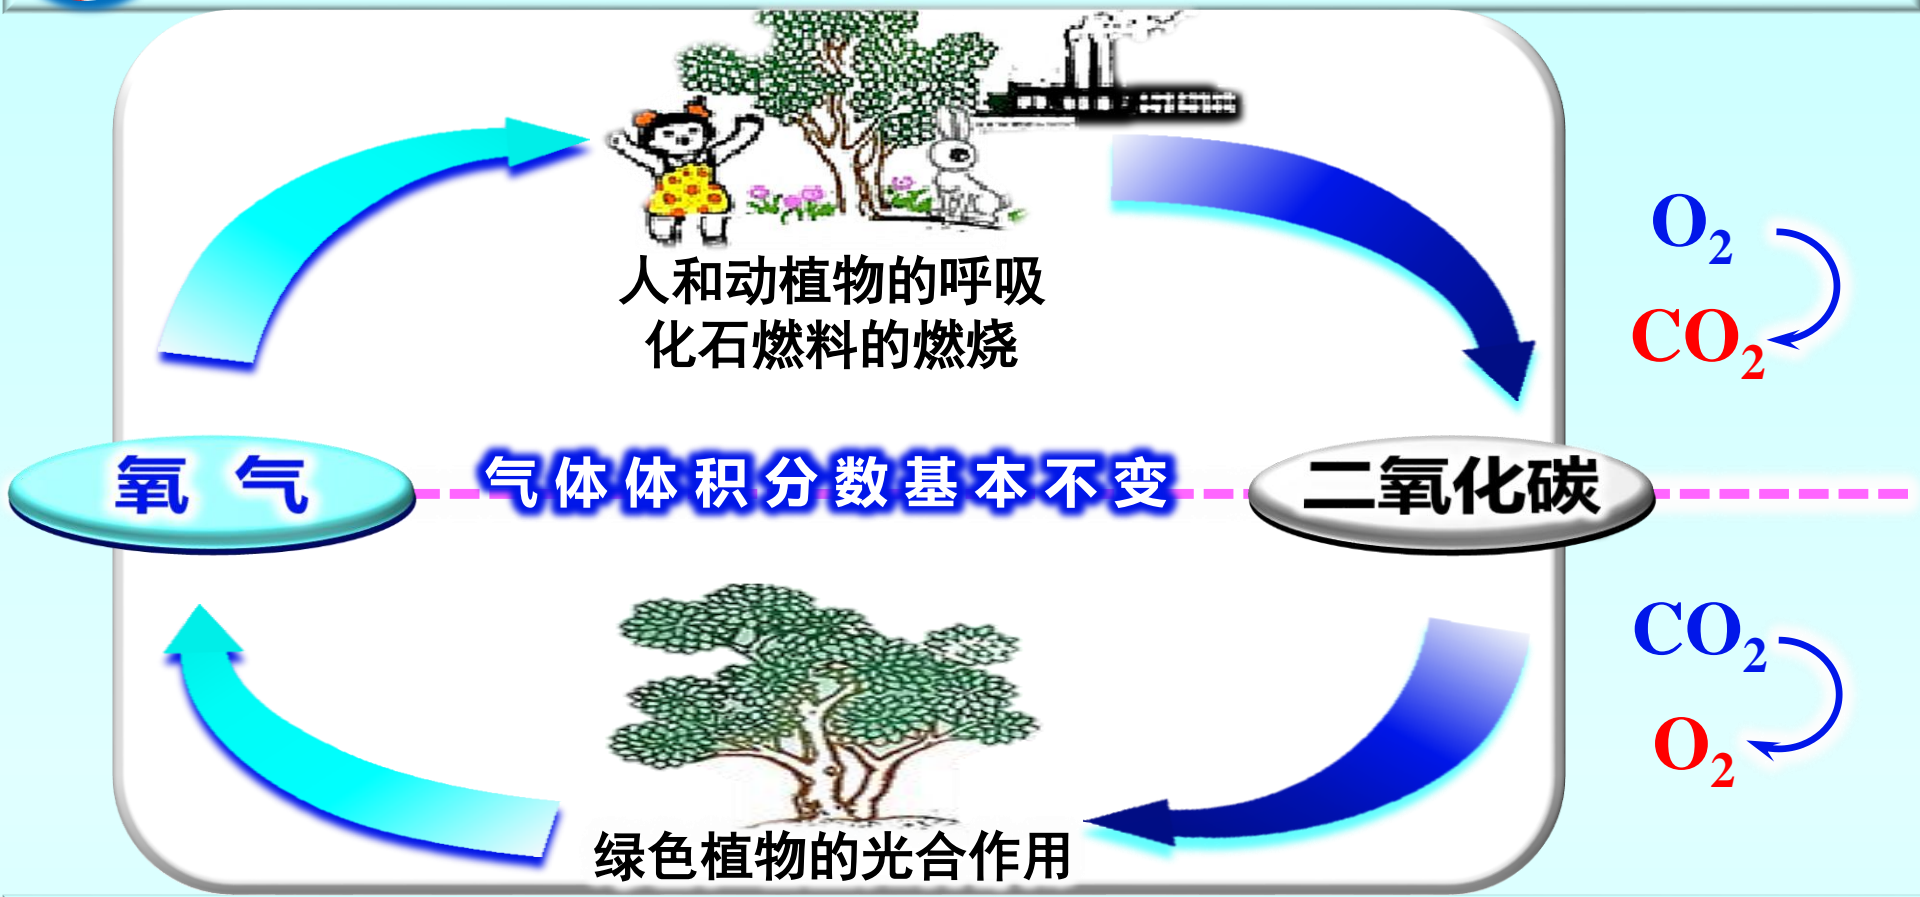 人和动植物的呼吸
化石燃料的燃烧
O₂
CO₂
氧 气
气体体积分数基本不变
二氧化碳
CO₂
O₂
绿色植物的光合作用